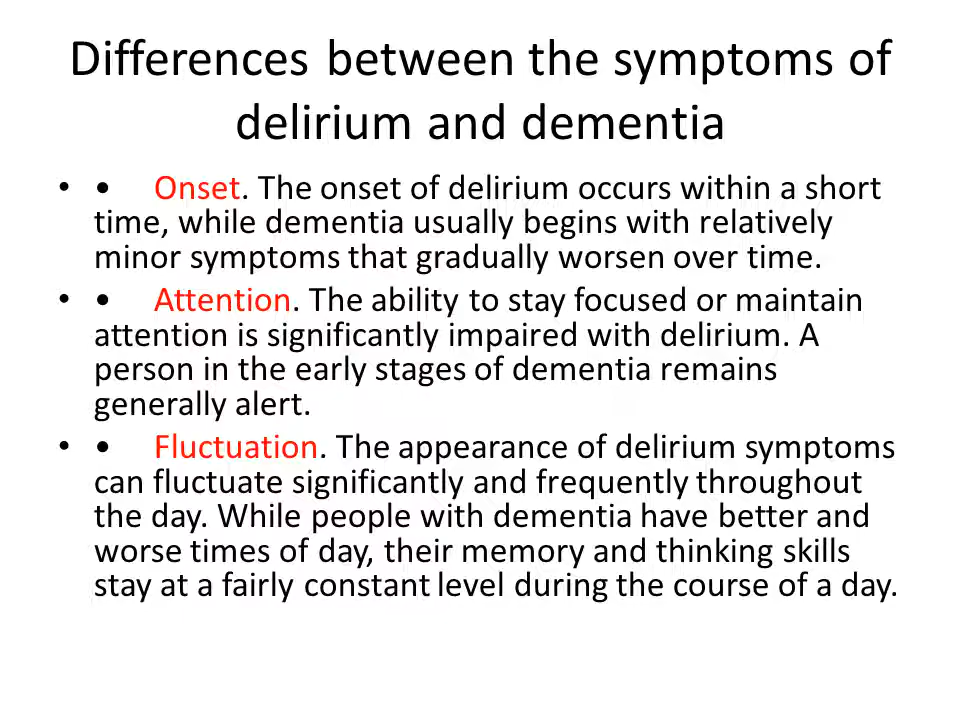 Differences between the symptoms of
delirium and dementia
• • Onset. The onset of delirium occurs within a short
time, while dementia usually begins with relatively
minor symptoms that gradually worsen over time.
• • Attention. The ability to stay focused or maintain
attention is significantly impaired with delirium. A
person in the early stages of dementia remains
generally alert.
• • Fluctuation. The appearance of delirium symptoms
can fluctuate significantly and frequently throughout
the day. While people with dementia have better and
worse times of day, their memory and thinking skills
stay at a fairly constant level during the course of a day.